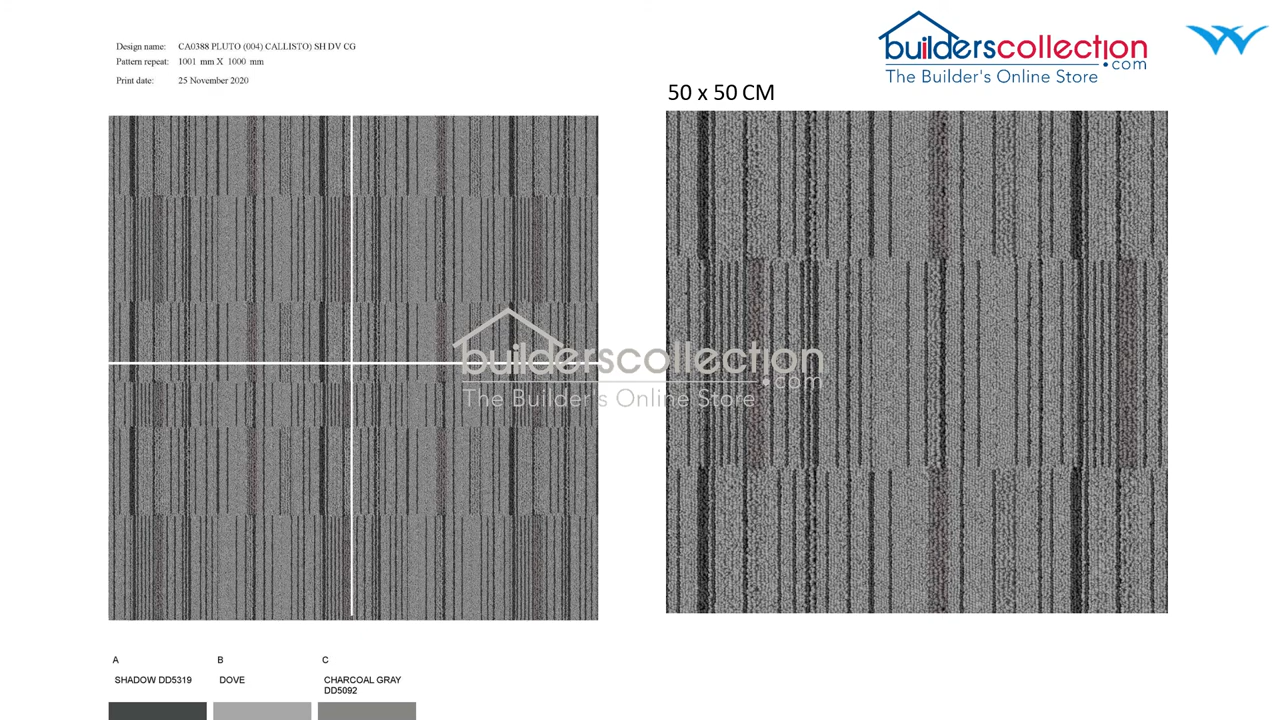 Design name: CA0388 PLUTO (004) CALLISTO) SH DV CG
Pattern repeat: 1001 mm X 1000 mm
Print date: 25 November 2020
builderscollection
.com
The Builder's Online Store
50 x 50 CM
builderscollection
.com
The Builder's Online Store
A
SHADOW DD5319
B
DOVE
C
CHARCOAL GRAY
DD5092